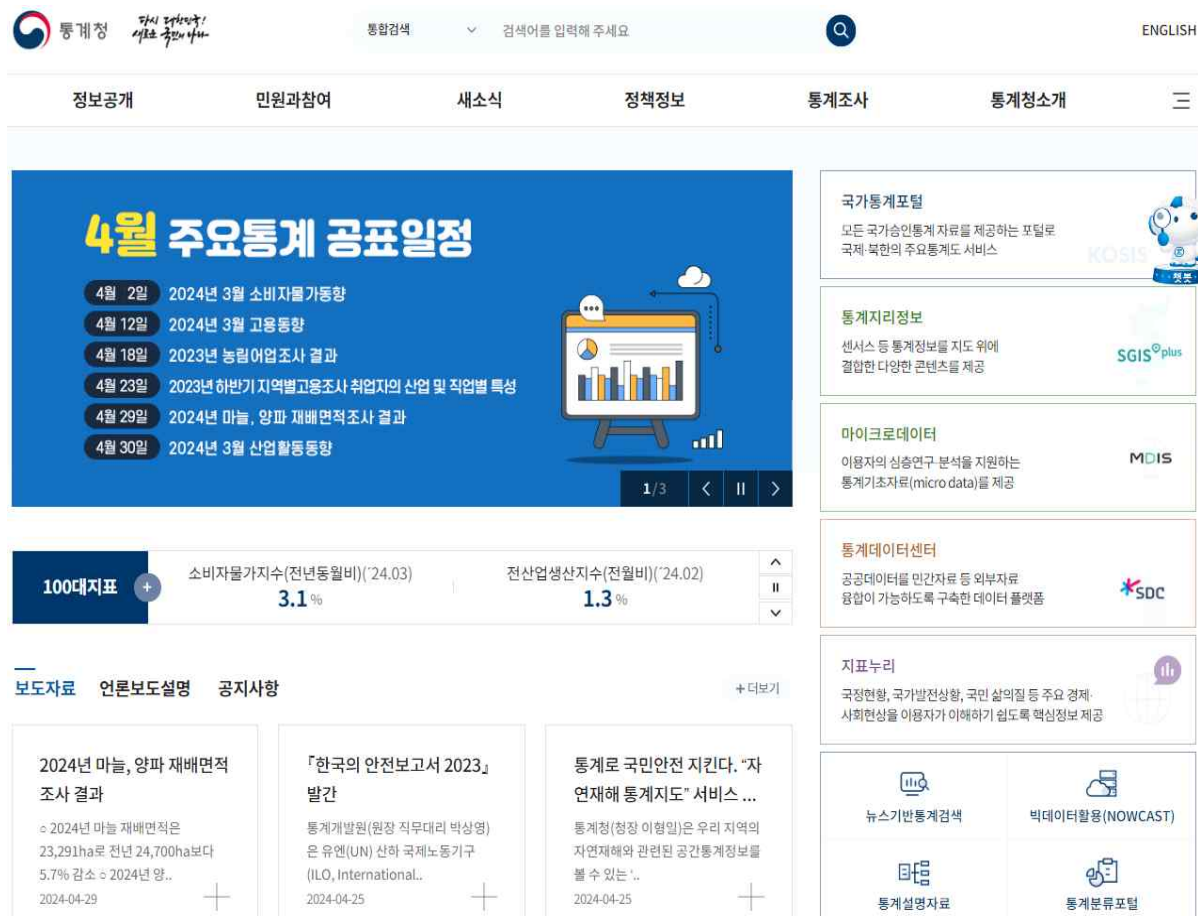 통계청
다시 대한민국!
새로운 국민의 나라
통합검색
검색어를 입력해 주세요
ENGLISH
정보공개
민원과참여
새소식
정책정보
통계조사
통계청소개
4월 주요통계 공표일정
4월 2일 2024년 3월 소비자물가동향
4월 12일 2024년 3월 고용동향
4월 18일 2023년 농림어업조사 결과
4월 23일 2023년 하반기 지역별고용조사 취업자의 산업 및 직업별 특성
4월 29일 2024년 마늘, 양파 재배면적조사 결과
4월 30일 2024년 3월 산업활동동향
1/3
국가통계포털
모든 국가승인통계 자료를 제공하는 포털로
국제·북한의 주요통계도 서비스
KOSIS
챗봇
통계지리정보
센서스 등 통계정보를 지도 위에
결합한 다양한 콘텐츠를 제공
SGIS plus
마이크로데이터
이용자의 심층연구·분석을 지원하는
통계기초자료(micro data)를 제공
MDIS
통계데이터센터
공공데이터를 민간자료 등 외부자료
융합이 가능하도록 구축한 데이터 플랫폼
SDC
지표누리
국정현황, 국가발전상황, 국민 삶의질 등 주요 경제·
사회현상을 이용자가 이해하기 쉽도록 핵심정보 제공
100대지표 +
소비자물가지수(전년동월비)(´24.03)
3.1 %
전산업생산지수(전월비)(´24.02)
1.3 %
보도자료
언론보도설명
공지사항
+더보기
2024년 마늘, 양파 재배면적
조사 결과
○ 2024년 마늘 재배면적은
23,291ha로 전년 24,700ha보다
5.7% 감소 ○ 2024년 양..
2024-04-29
『한국의 안전보고서 2023』
발간
통계개발원(원장 직무대리 박상영)
은 유엔(UN) 산하 국제노동기구
(ILO, International..
2024-04-25
통계로 국민안전 지킨다. “자
연재해 통계지도” 서비스 ...
통계청(청장 이형일)은 우리 지역의
자연재해와 관련된 공간통계정보를
볼 수 있는 ‘..
2024-04-25
뉴스기반통계검색
빅데이터활용(NOWCAST)
통계설명자료
통계분류포털